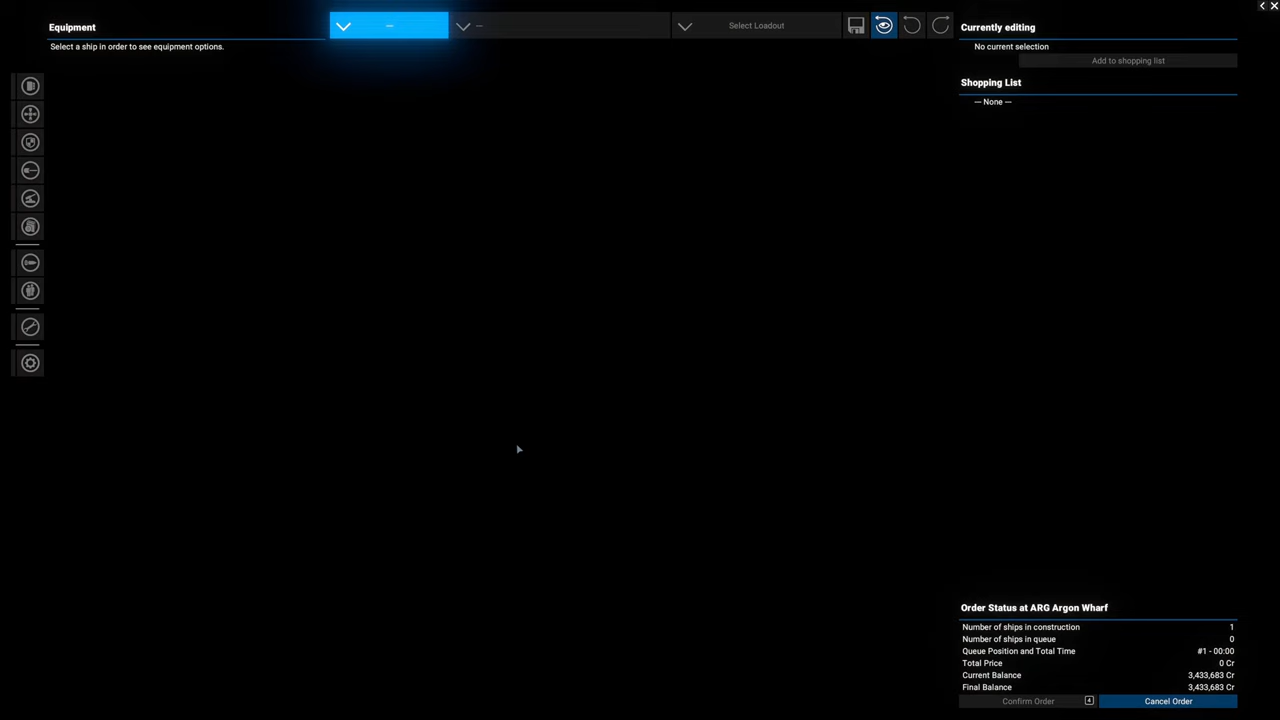 Equipment
Select a ship in order to see equipment options.
—
—
Select Loadout
Currently editing
No current selection
Add to shopping list
Shopping List
— None —
Order Status at ARG Argon Wharf
Number of ships in construction 1
Number of ships in queue 0
Queue Position and Total Time #1 - 00:00
Total Price 0 Cr
Current Balance 3,433,683 Cr
Final Balance 3,433,683 Cr
Confirm Order
Cancel Order